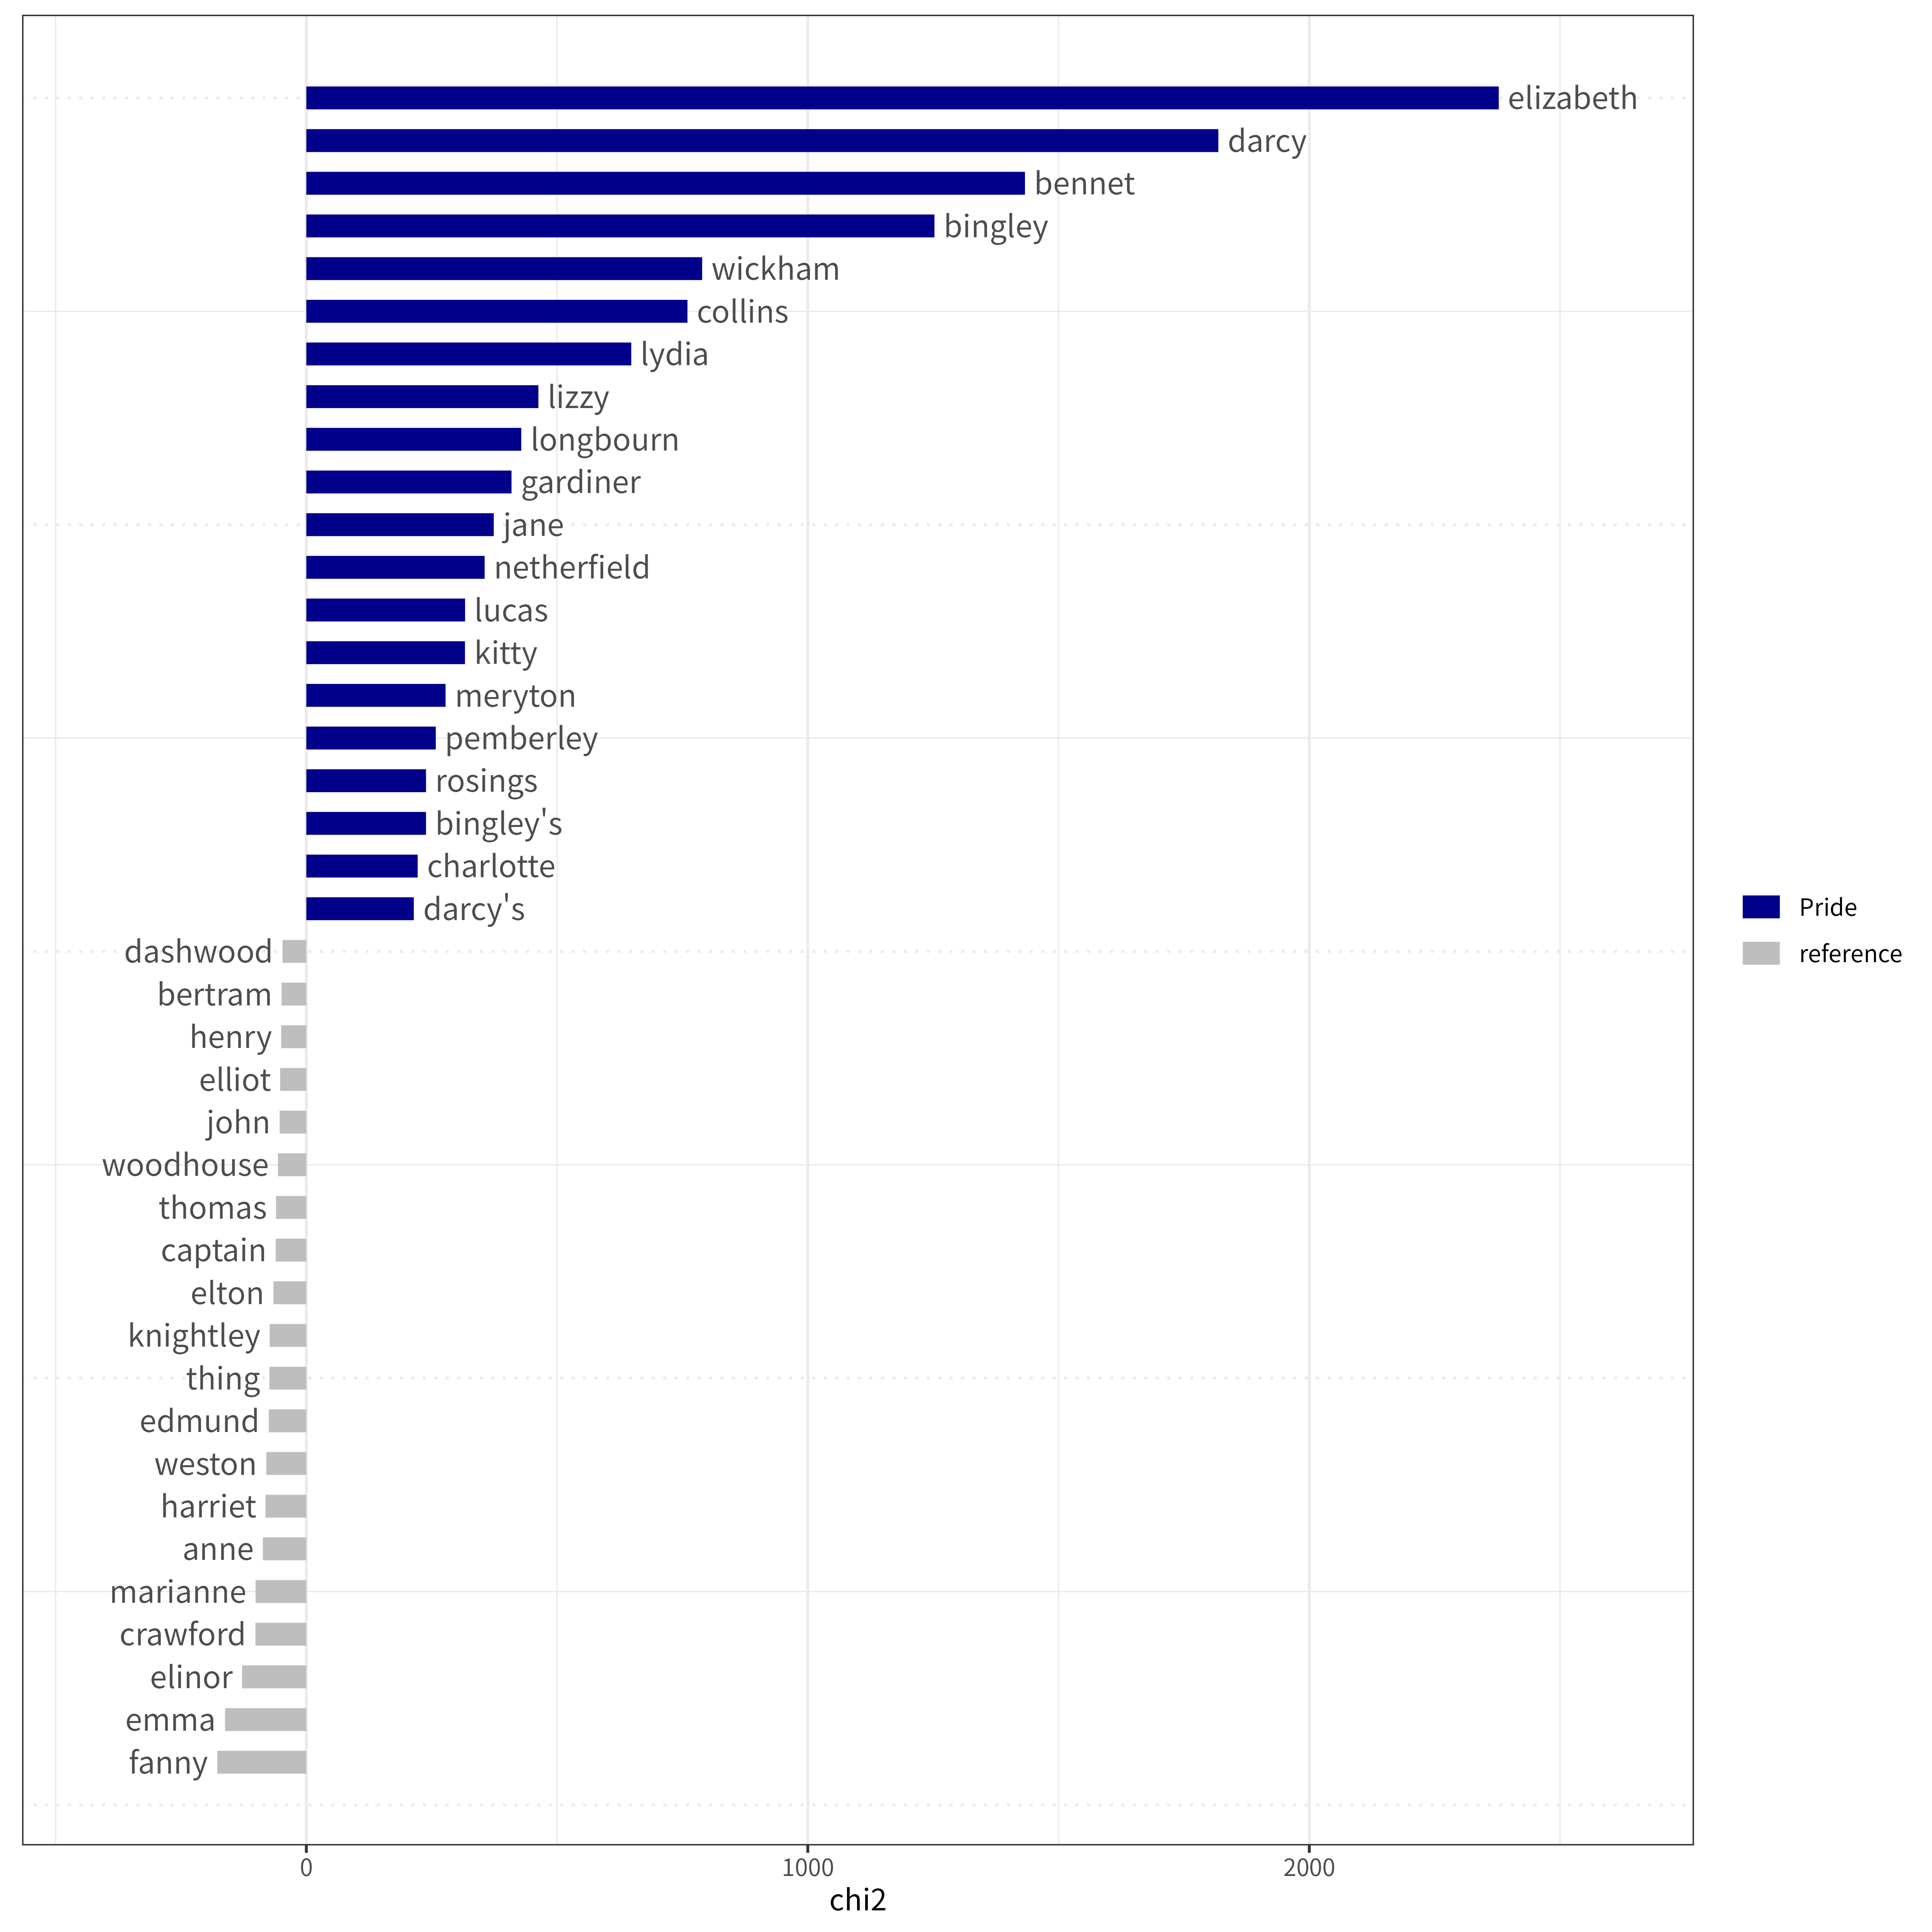 elizabeth
darcy
bennet
bingley
wickham
collins
lydia
lizzy
longbourn
gardiner
jane
netherfield
lucas
kitty
meryton
pemberley
rosings
bingley's
charlotte
darcy's
dashwood
bertram
henry
elliot
john
woodhouse
thomas
captain
elton
knightley
thing
edmund
weston
harriet
anne
marianne
crawford
elinor
emma
fanny
0 1000 2000
chi2
Pride
reference